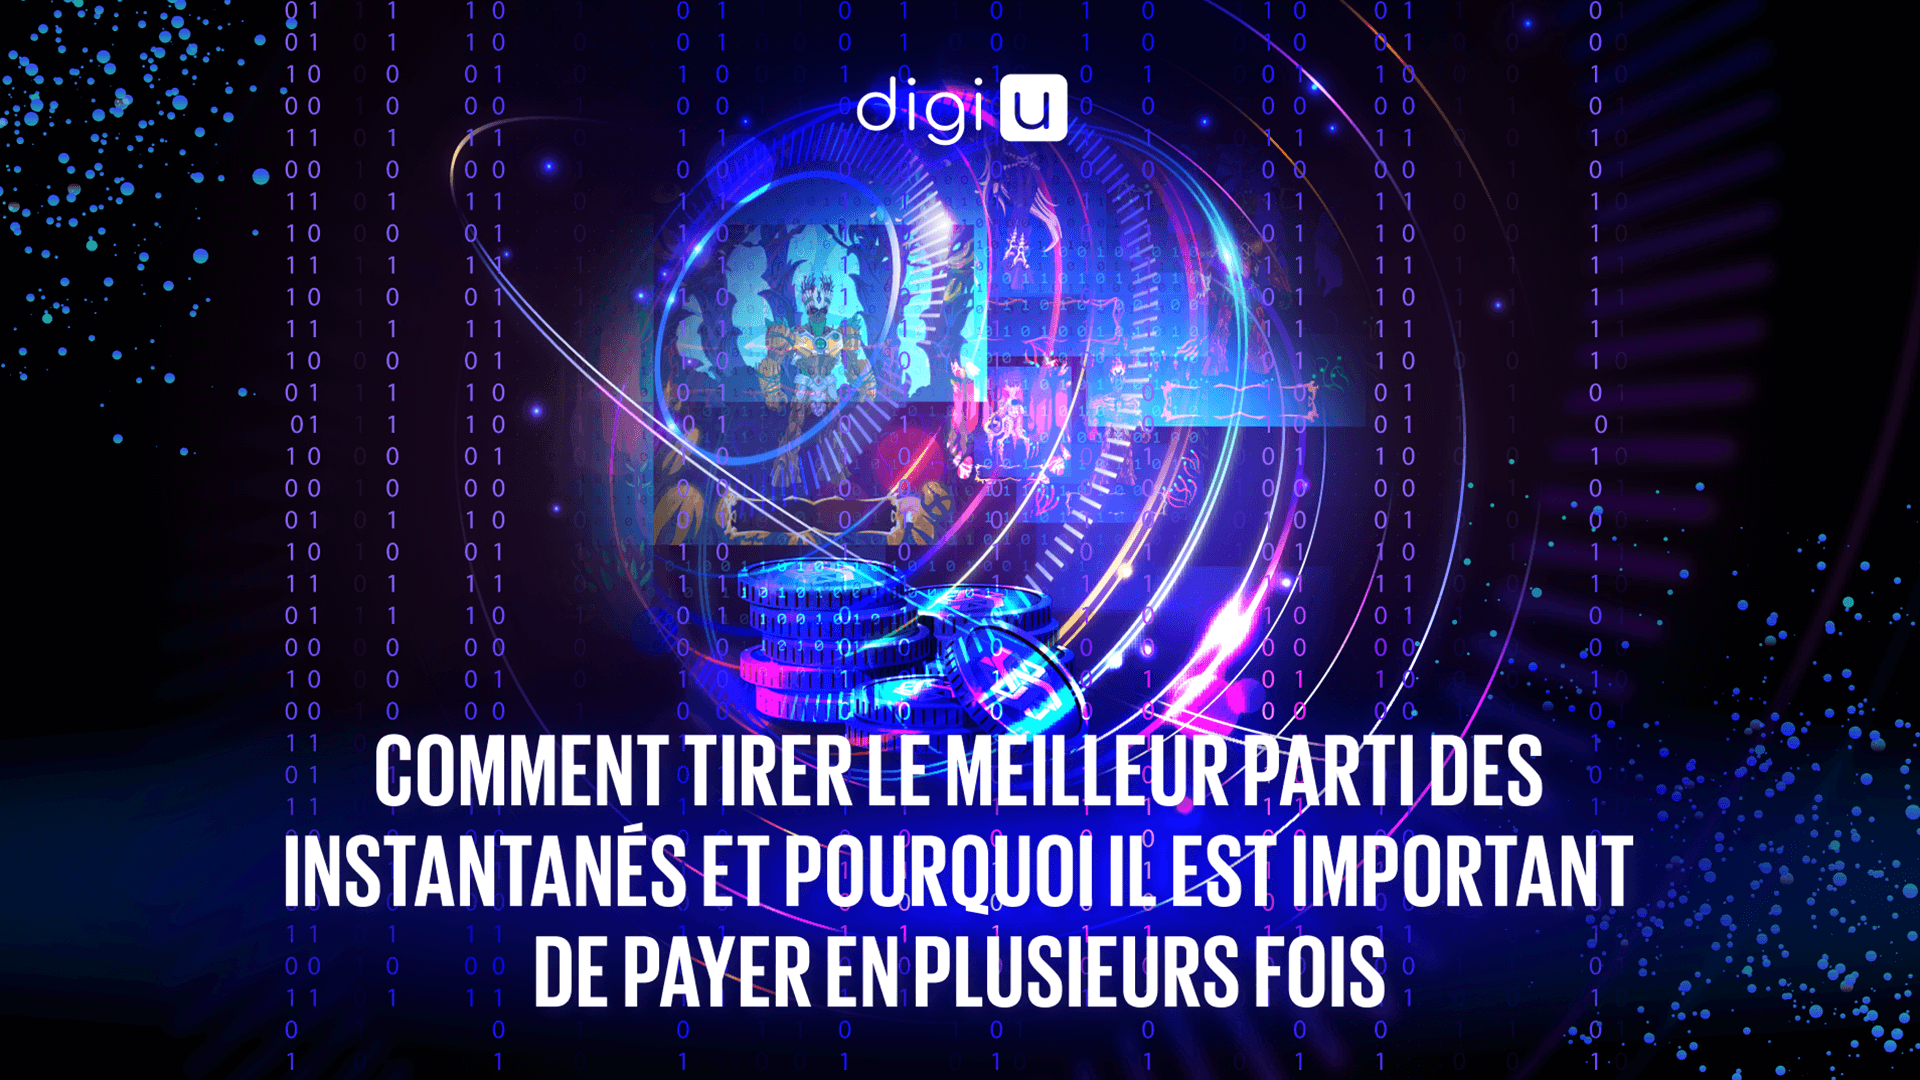 digi u
COMMENT TIRER LE MEILLEUR PARTI DES
INSTANTANÉS ET POURQUOI IL EST IMPORTANT
DE PAYER EN PLUSIEURS FOIS